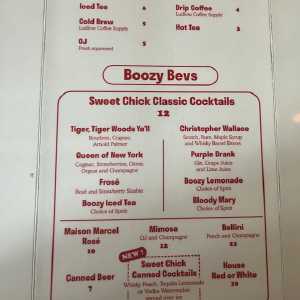 Iced Tea 6
Drip Coffee 4
Ludlow Coffee Supply
Cold Brew 5
Ludlow Coffee Supply
Hot Tea 3
OJ 5
Fresh squeezed
Boozy Bevs
Sweet Chick Classic Cocktails
12
Tiger, Tiger Woods Ya'll
Bourbon, Cognac,
Arnold Palmer
Christopher Wallace
Scotch, Rum, Maple Syrup
and Whisky Barrel Bitters
Queen of New York
Cognac, Strawberries, Citrus,
Orgeat and Champagne
Purple Drank
Gin, Grape Juice
and Lime Juice
Frosé
Rosé and Strawberry Slushie
Boozy Lemonade
Choice of Spirit
Boozy Iced Tea
Choice of Spirit
Bloody Mary
Choice of Spirit
Maison Marcel
Rosé
10
Mimosa
OJ and Champagne
12
Bellini
Peach and Champagne
12
NEW!
Canned Beer
7
Sweet Chick
Canned Cocktails
Whisky Peach, Tequila Lemonade
or Vodka Watermelon
served over ice
House
Red or White